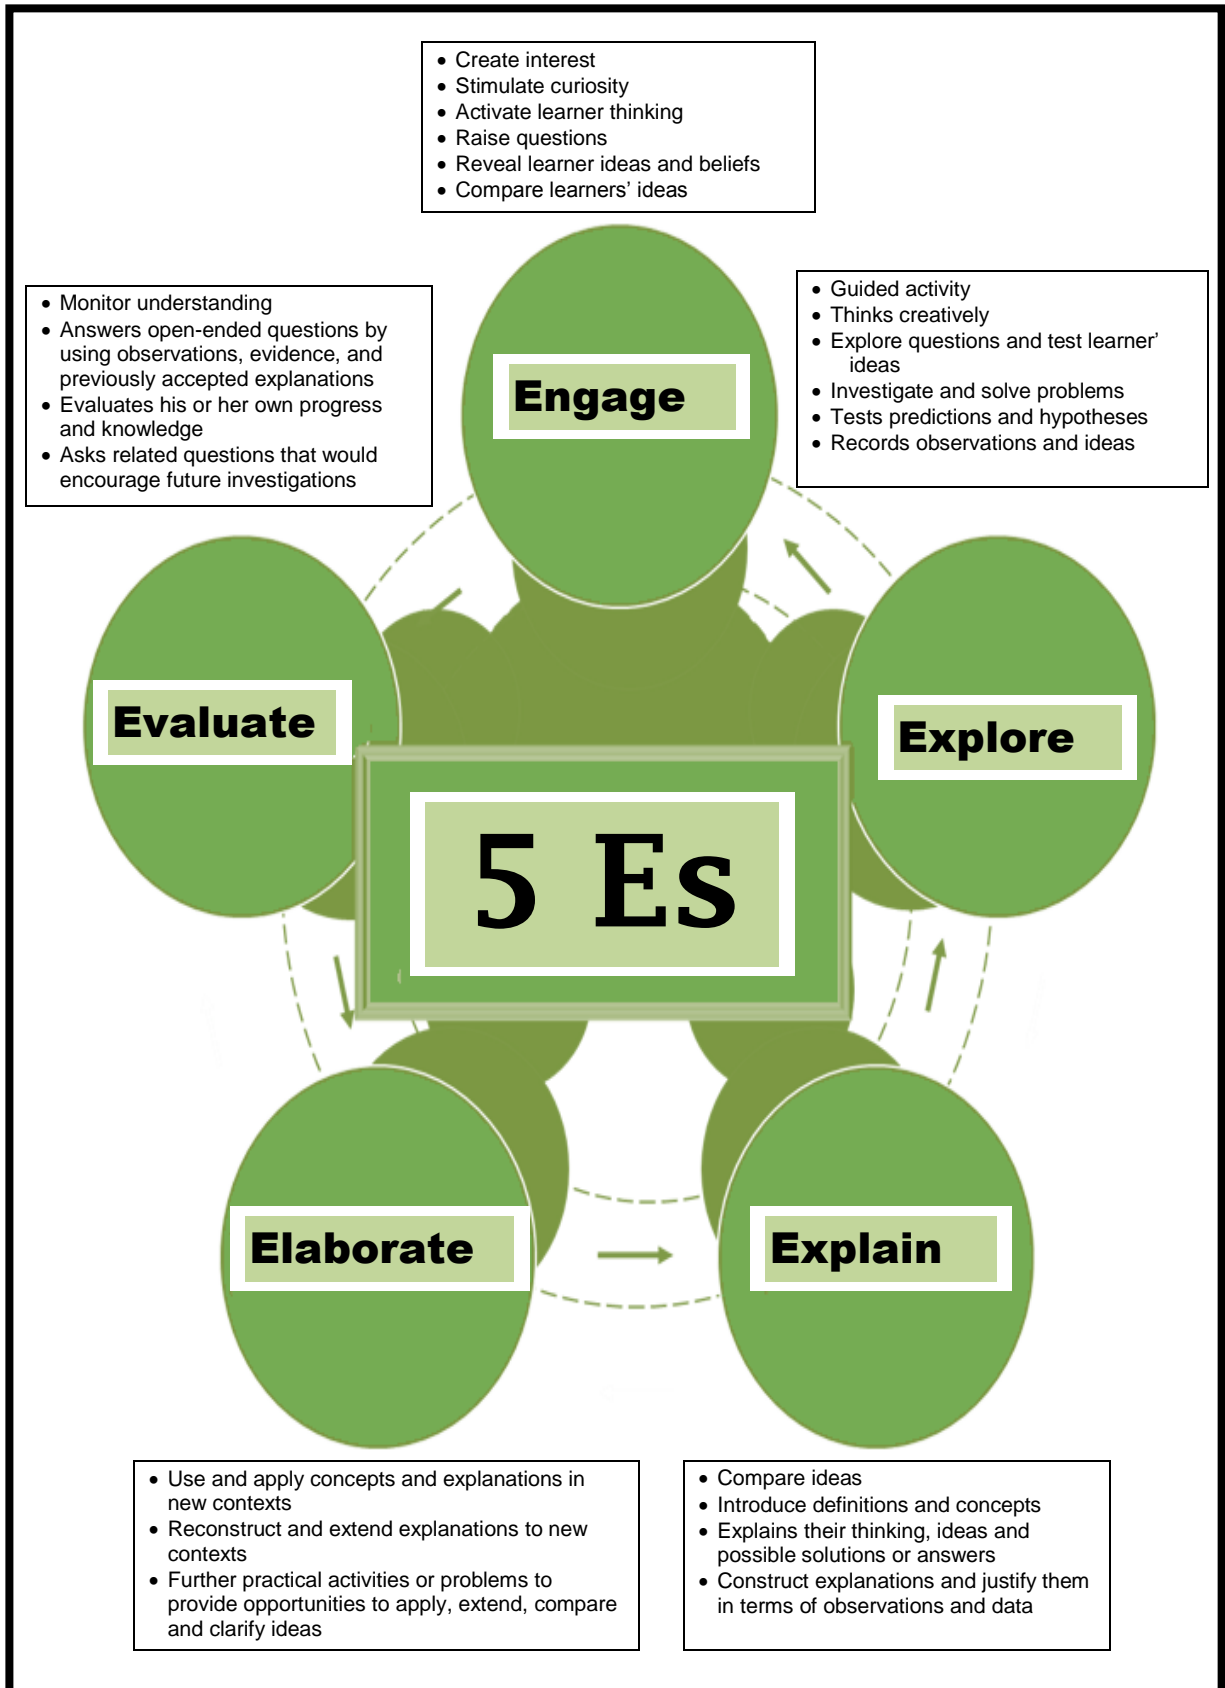 • Create interest
• Stimulate curiosity
• Activate learner thinking
• Raise questions
• Reveal learner ideas and beliefs
• Compare learners’ ideas
• Monitor understanding
• Answers open-ended questions by
using observations, evidence, and
previously accepted explanations
• Evaluates his or her own progress
and knowledge
• Asks related questions that would
encourage future investigations
• Guided activity
• Thinks creatively
• Explore questions and test learner’
ideas
• Investigate and solve problems
• Tests predictions and hypotheses
• Records observations and ideas
Engage
Evaluate
Explore
5 Es
Elaborate
Explain
• Use and apply concepts and explanations in
new contexts
• Reconstruct and extend explanations to new
contexts
• Further practical activities or problems to
provide opportunities to apply, extend, compare
and clarify ideas
• Compare ideas
• Introduce definitions and concepts
• Explains their thinking, ideas and
possible solutions or answers
• Construct explanations and justify them
in terms of observations and data